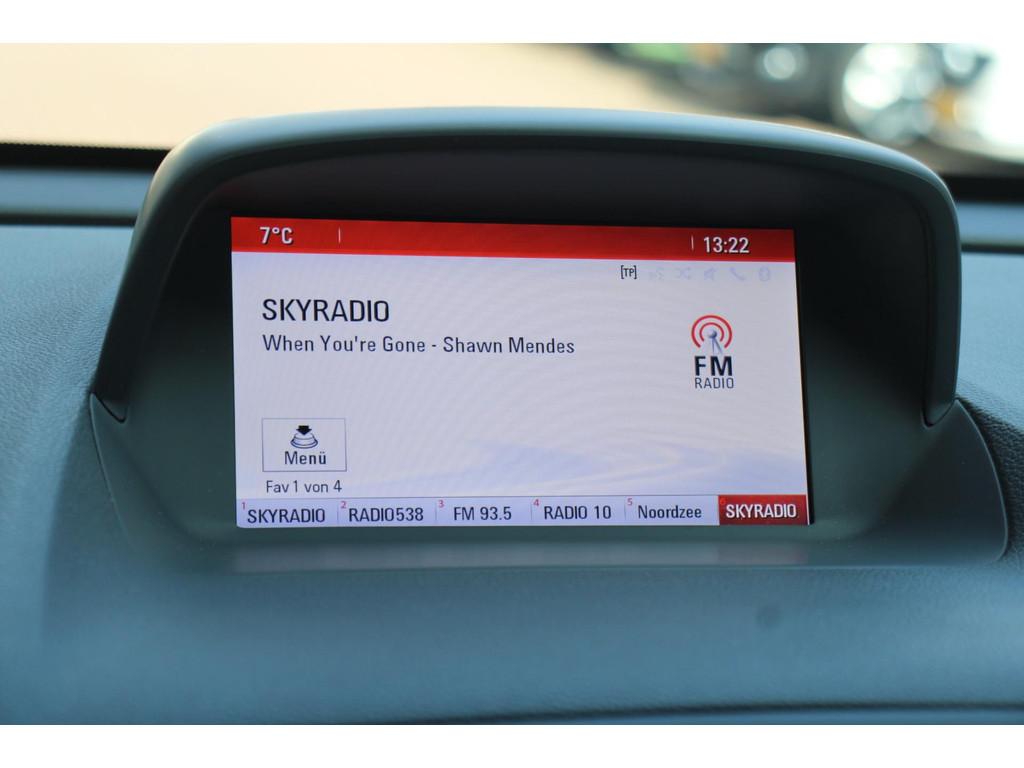 7°C 13:22
[TP]
SKYRADIO
When You're Gone - Shawn Mendes
FM
RADIO
Menü
Fav 1 von 4
1 SKYRADIO 2 RADIO538 3 FM 93.5 4 RADIO 10 5 Noordzee 6 SKYRADIO